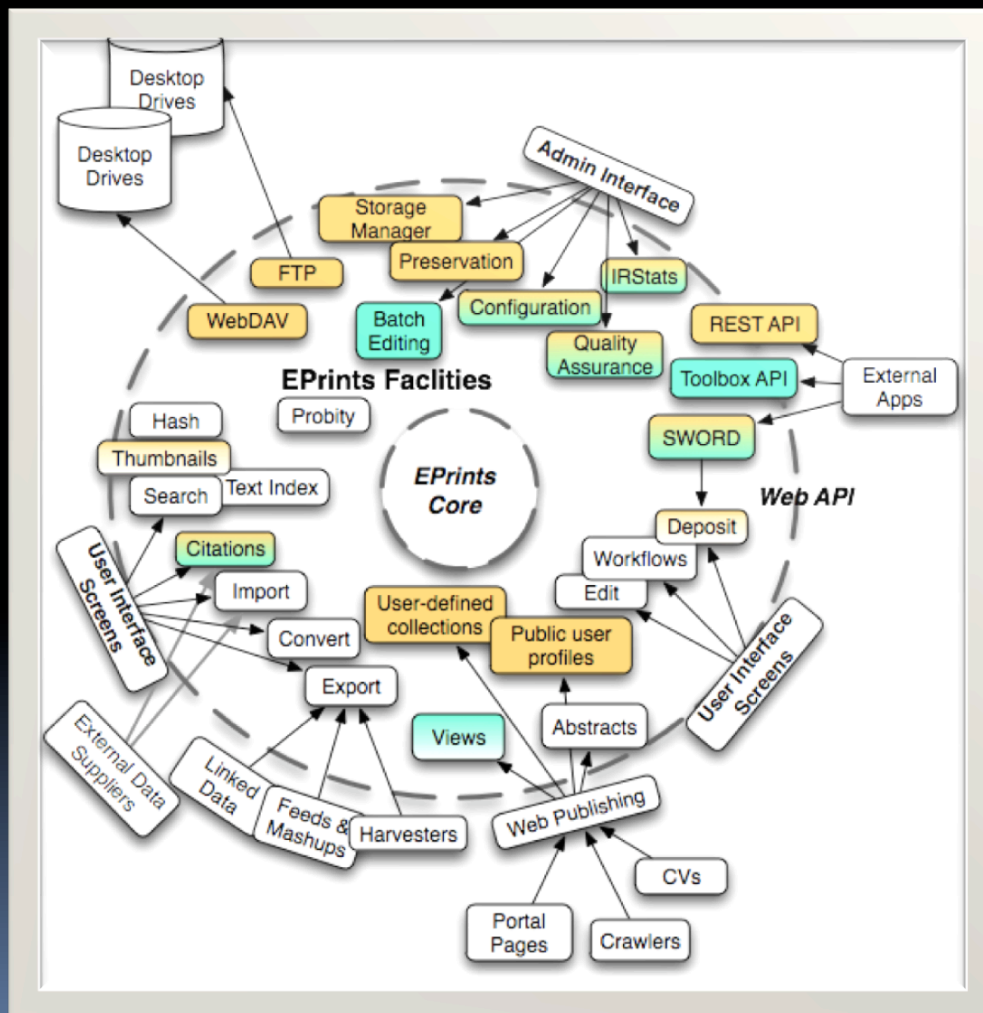 Desktop
Drives
Desktop
Drives
Admin Interface
Storage
Manager
Preservation
FTP
IRStats
Configuration
WebDAV
Batch
Editing
REST API
Quality
Assurance
Toolbox API
External
Apps
EPrints Faclities
Probity
Hash
SWORD
Thumbnails
Search
Text Index
EPrints
Core
Web API
Deposit
Citations
Workflows
Import
Edit
User Interface
Screens
User-defined
collections
Convert
Public user
profiles
User Interface
Screens
Export
Abstracts
Views
External Data
Suppliers
Linked
Data
Feeds &
Mashups
Harvesters
Web Publishing
CVs
Portal
Pages
Crawlers